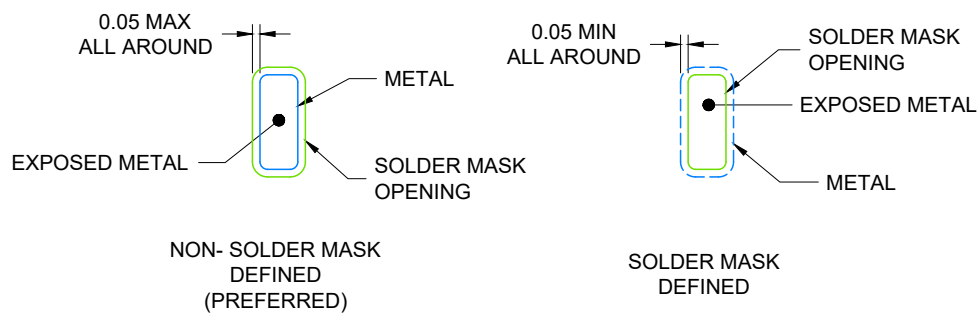 0.05 MAX
ALL AROUND
METAL
EXPOSED METAL
SOLDER MASK
OPENING
NON- SOLDER MASK
DEFINED
(PREFERRED)
0.05 MIN
ALL AROUND
SOLDER MASK
OPENING
EXPOSED METAL
METAL
SOLDER MASK
DEFINED